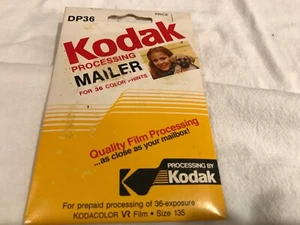 DP36
PRICE
Kodak
PROCESSING
MAILER
FOR 36 COLOR PRINTS
Quality Film Processing
...as close as your mailbox!
PROCESSING BY
Kodak
For prepaid processing of 36-exposure
KODACOLOR VR Film • Size 135